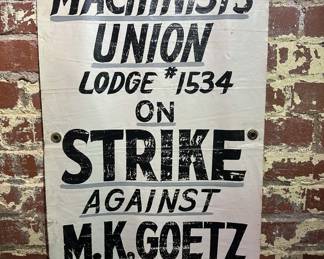 MACHINISTS
UNION
LODGE #1534
ON
STRIKE
AGAINST
M.K.GOETZ